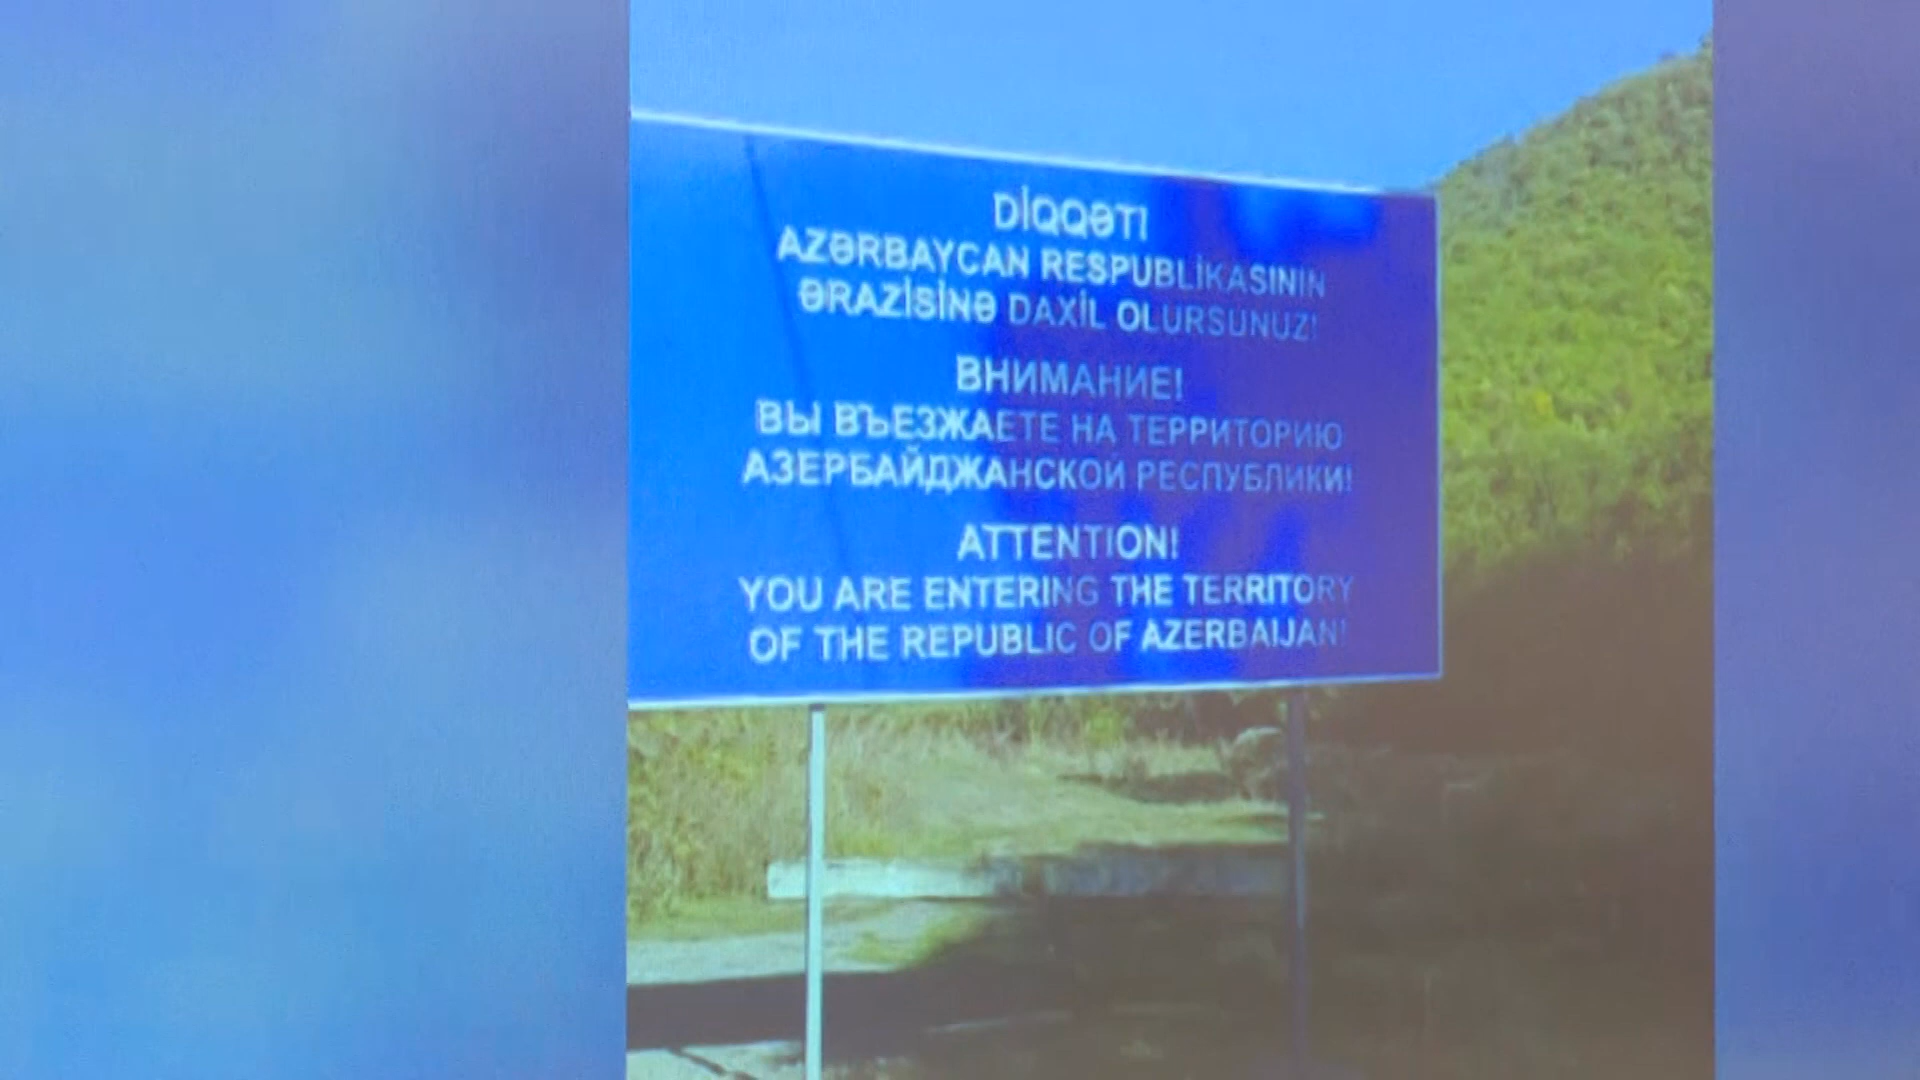 DİQQƏT!
AZƏRBAYCAN RESPUBLİKASININ
ƏRAZİSİNƏ DAXİL OLURSUNUZ!
ВНИМАНИЕ!
ВЫ ВЪЕЗЖАЕТЕ НА ТЕРРИТОРИЮ
АЗЕРБАЙДЖАНСКОЙ РЕСПУБЛИКИ!
ATTENTION!
YOU ARE ENTERING THE TERRITORY
OF THE REPUBLIC OF AZERBAIJAN!